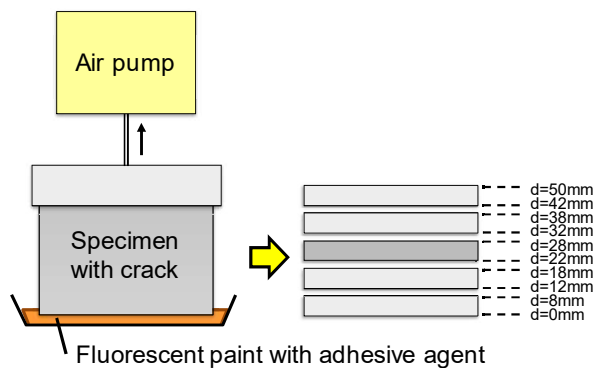 Air pump
Specimen
with crack
d=50mm
d=42mm
d=38mm
d=32mm
d=28mm
d=22mm
d=18mm
d=12mm
d=8mm
d=0mm
Fluorescent paint with adhesive agent